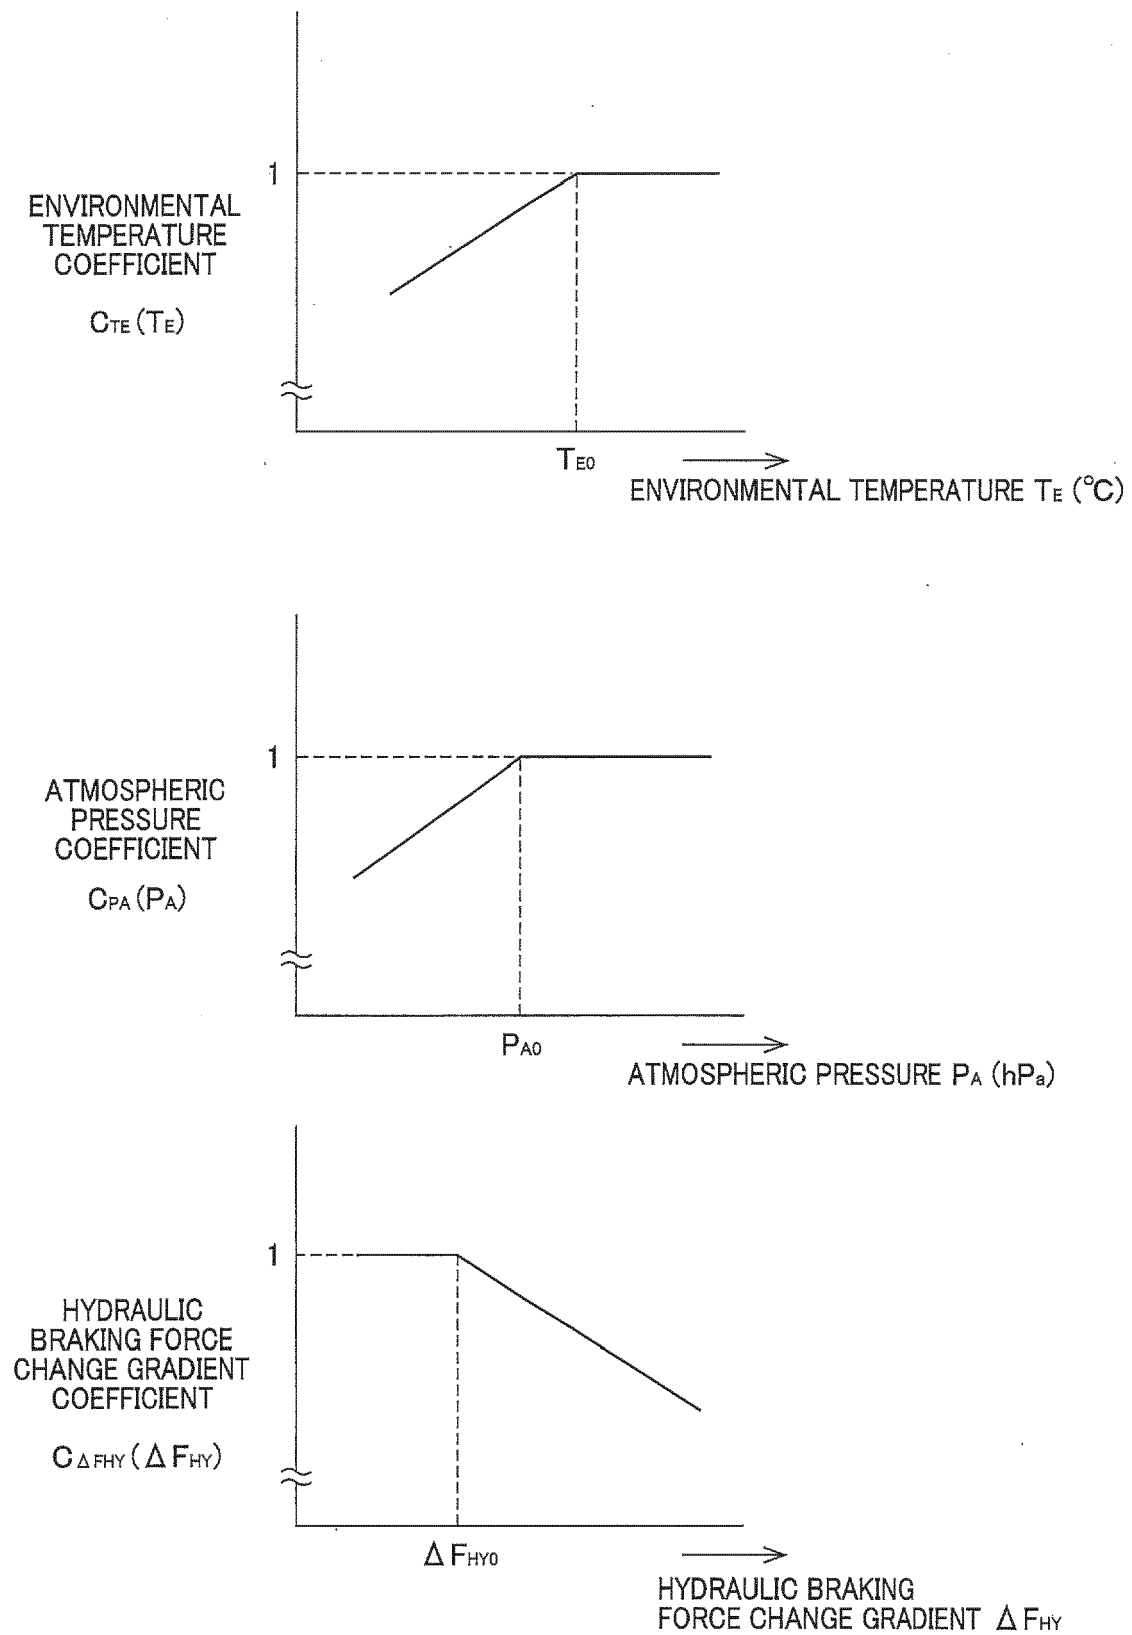 1
ENVIRONMENTAL
TEMPERATURE
COEFFICIENT
CTE (TE)
TE0
ENVIRONMENTAL TEMPERATURE TE (°C)
1
ATMOSPHERIC
PRESSURE
COEFFICIENT
CPA (PA)
PA0
ATMOSPHERIC PRESSURE PA (hPa)
1
HYDRAULIC
BRAKING FORCE
CHANGE GRADIENT
COEFFICIENT
CΔFHY (ΔFHY)
ΔFHY0
HYDRAULIC BRAKING
FORCE CHANGE GRADIENT ΔFHY